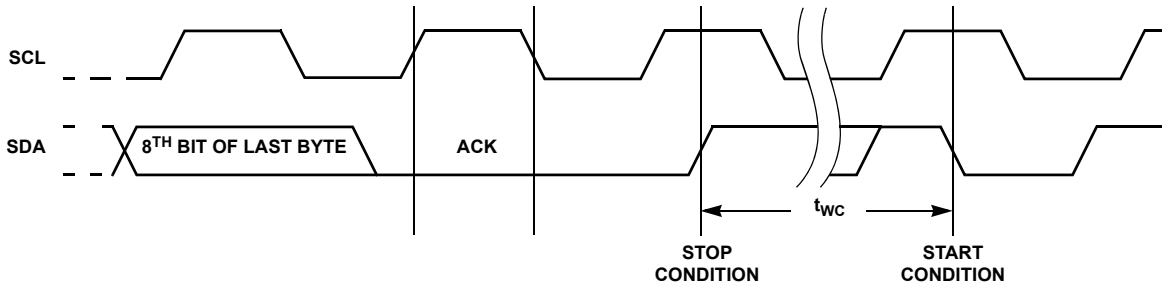 SCL
SDA
8TH BIT OF LAST BYTE
ACK
tWC
STOP
CONDITION
START
CONDITION